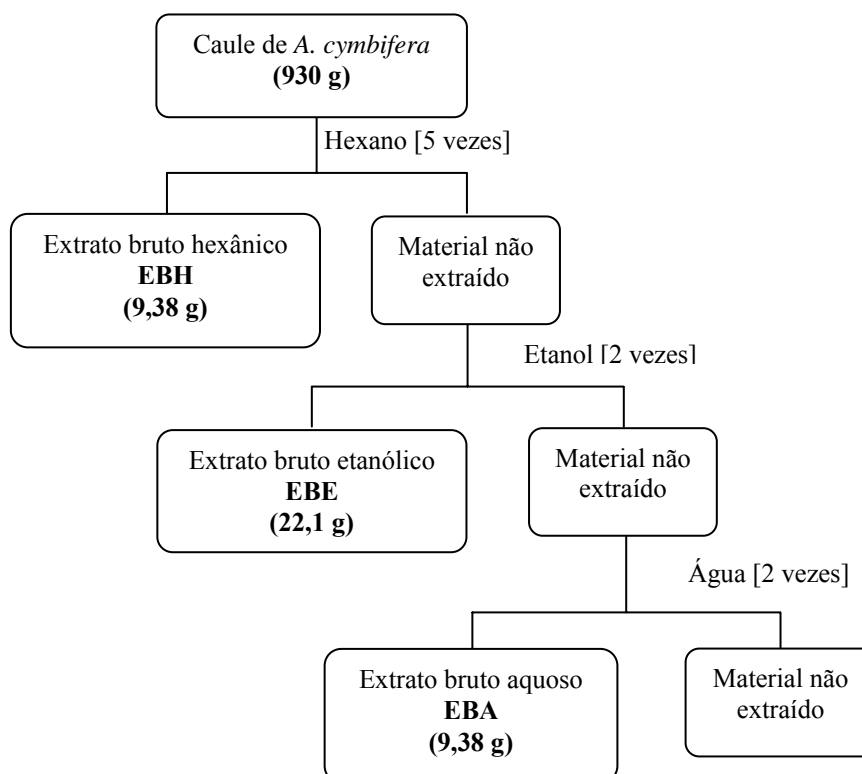 Caule de A. cymbifera
(930 g)
Hexano [5 vezes]
Extrato bruto hexânico
EBH
(9,38 g)
Material não
extraído
Etanol [2 vezes]
Extrato bruto etanólico
EBE
(22,1 g)
Material não
extraído
Água [2 vezes]
Extrato bruto aquoso
EBA
(9,38 g)
Material não
extraído